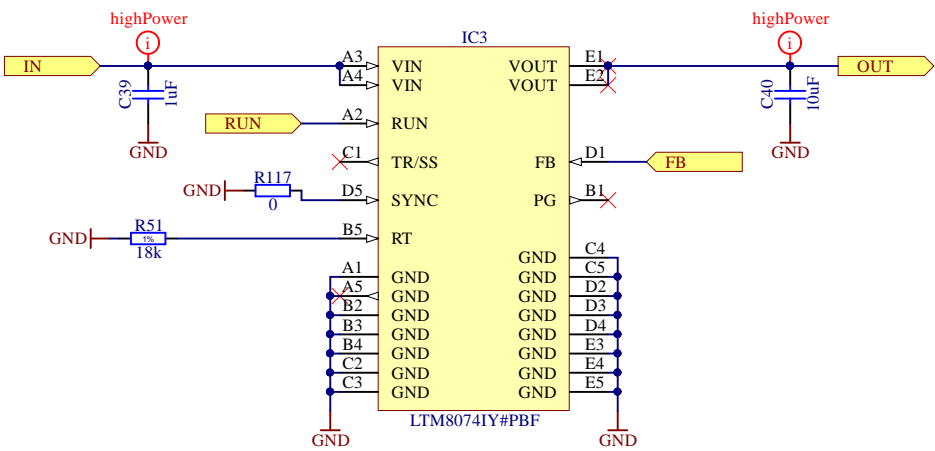 highPower
highPower
i
i
IC3
IN
A3
VIN
VOUT
E1
OUT
A4
VIN
VOUT
E2
C39
1uF
C40
10uF
RUN
A2
RUN
GND
GND
C1
TR/SS
FB
D1
FB
GND
R117
0
D5
SYNC
PG
B1
GND
R51
1%
18k
B5
RT
GND
C4
A1
GND
GND
C5
A5
GND
GND
D2
B2
GND
GND
D3
B3
GND
GND
D4
B4
GND
GND
E3
C2
GND
GND
E4
C3
GND
GND
E5
LTM8074IY#PBF
GND
GND